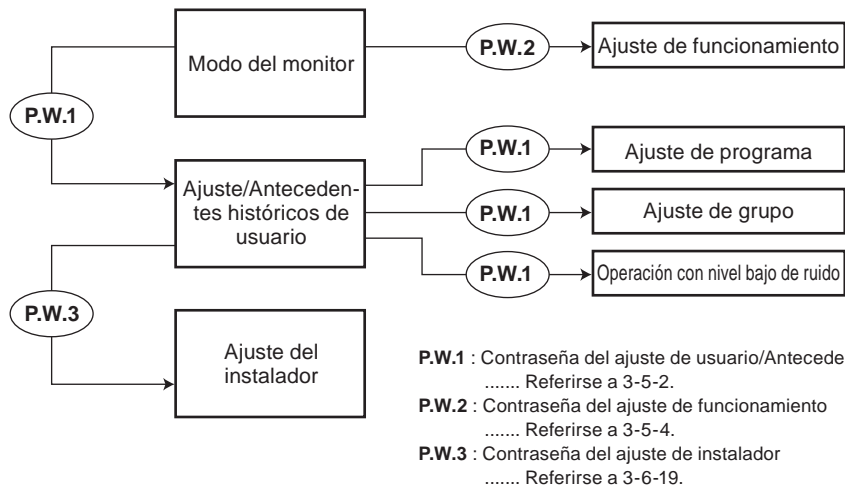 Modo del monitor
P.W.2
Ajuste de funcionamiento
P.W.1
Ajuste/Anteceden-
tes históricos de
usuario
P.W.1
Ajuste de programa
P.W.1
Ajuste de grupo
P.W.1
Operación con nivel bajo de ruido
P.W.3
Ajuste del
instalador
P.W.1 : Contraseña del ajuste de usuario/Antecede
....... Referirse a 3-5-2.
P.W.2 : Contraseña del ajuste de funcionamiento
....... Referirse a 3-5-4.
P.W.3 : Contraseña del ajuste de instalador
....... Referirse a 3-6-19.